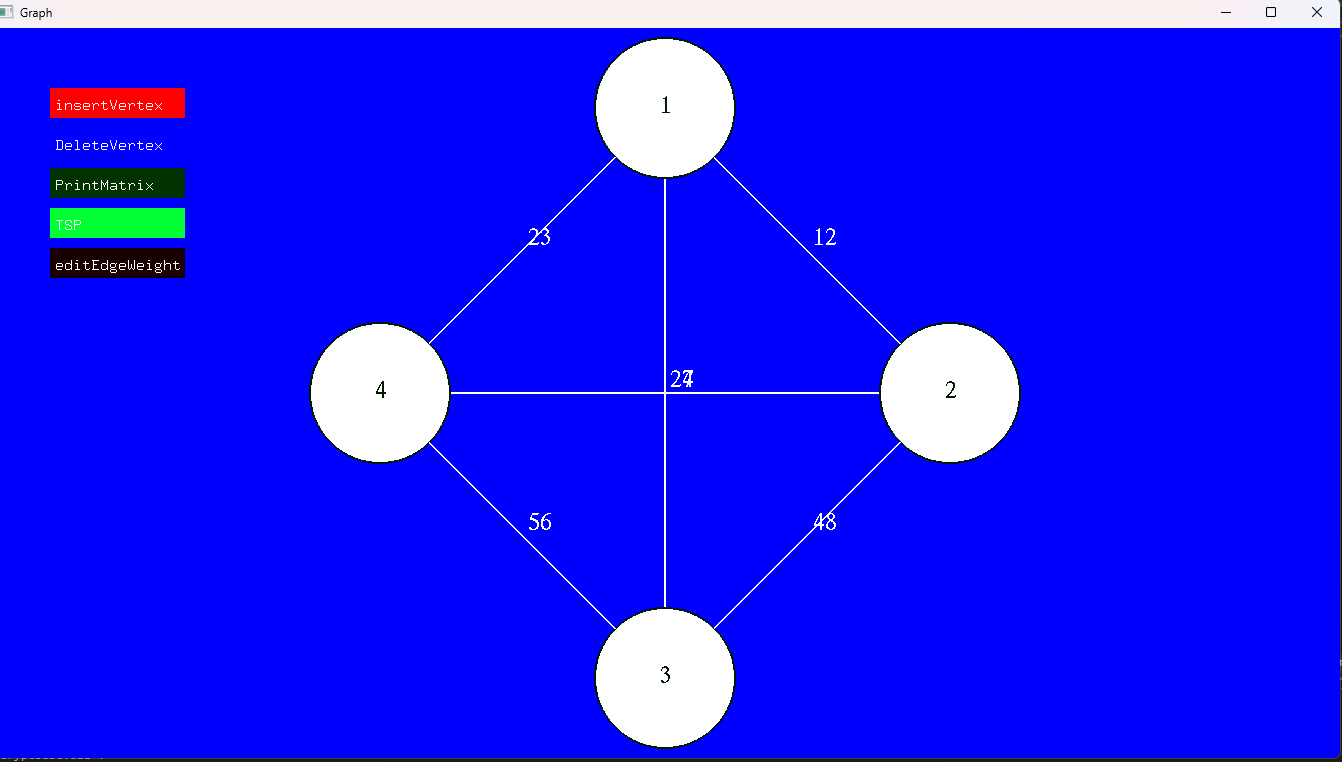 Graph
1
insertVertex
DeleteVertex
PrintMatrix
TSP
23
12
editEdgeWeight
4
2
56
48
3